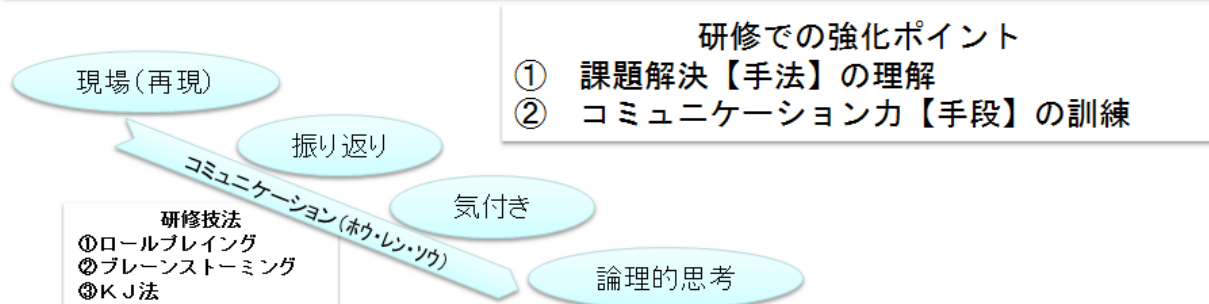 研修での強化ポイント
① 課題解決【手法】の理解
② コミュニケーション力【手段】の訓練
現場(再現)
振り返り
気付き
論理的思考
コミュニケーション(ホウ・レン・ソウ)
研修技法
①ロールプレイング
②ブレーンストーミング
③KJ法